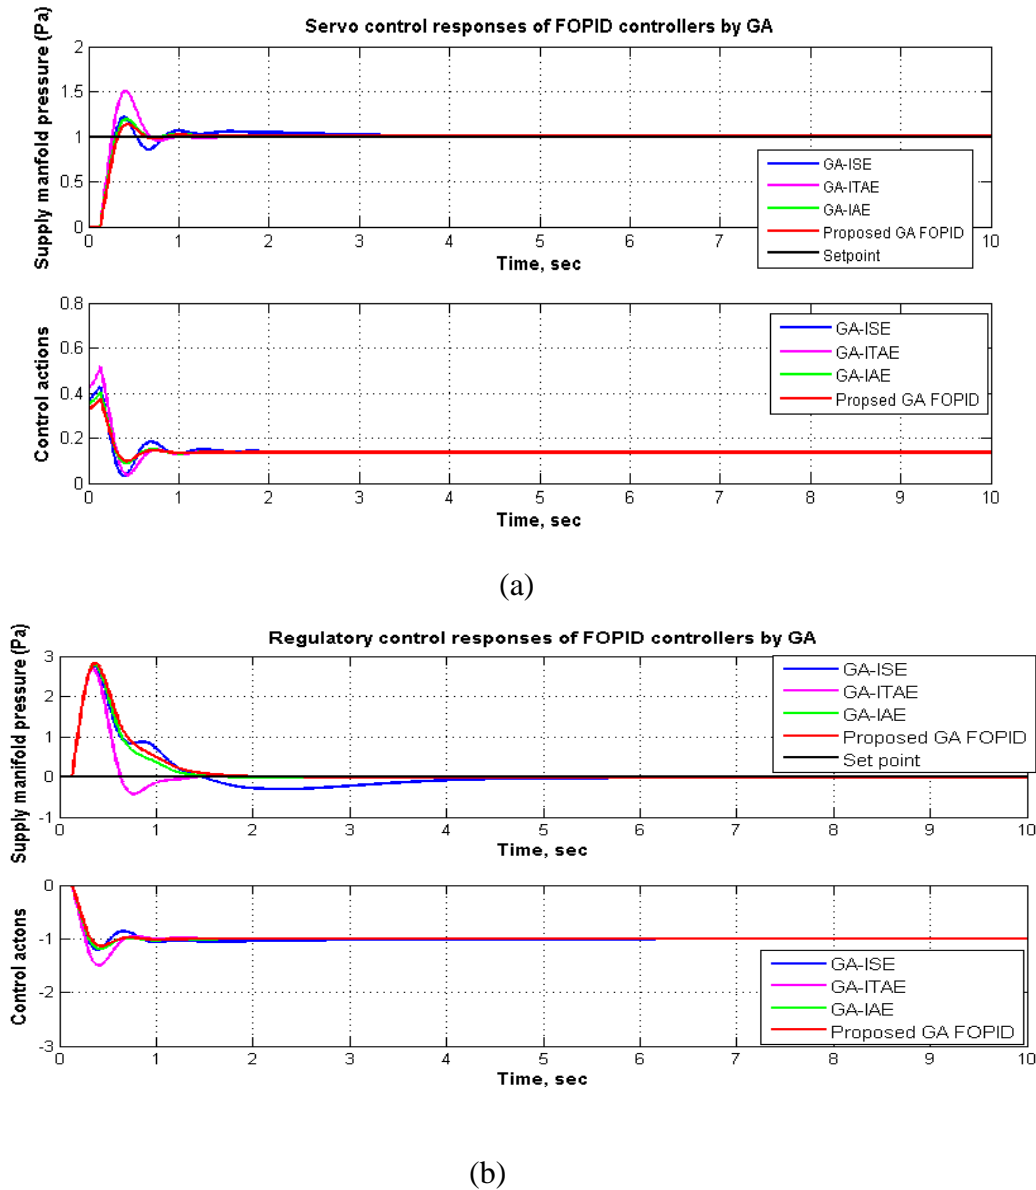 Servo control responses of FOPID controllers by GA
Supply manfold pressure (Pa)
2
1.5
1
0.5
0
0 1 2 3 4 5 6 7 8 9 10
Time, sec
GA-ISE
GA-ITAE
GA-IAE
Proposed GA FOPID
Setpoint
Control actions
0.8
0.6
0.4
0.2
0
0 1 2 3 4 5 6 7 8 9 10
Time, sec
GA-ISE
GA-ITAE
GA-IAE
Propsed GA FOPID
(a)
Regulatory control responses of FOPID controllers by GA
Supply manifold pressure (Pa)
3
2
1
0
-1
0 1 2 3 4 5 6 7 8 9 10
Time, sec
GA-ISE
GA-ITAE
GA-IAE
Proposed GA FOPID
Set point
Control actons
0
-1
-2
-3
0 1 2 3 4 5 6 7 8 9 10
Time, sec
GA-ISE
GA-ITAE
GA-IAE
Proposed GA FOPID
(b)